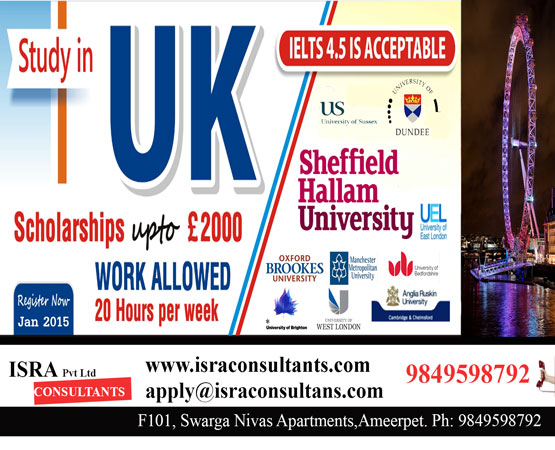 Study in
UK
IELTS 4.5 IS ACCEPTABLE
US
University of Sussex
UNIVERSITY OF
DUNDEE
Sheffield
Hallam
University
UEL
University of
East London
Scholarships upto £2000
WORK ALLOWED
20 Hours per week
Register Now
Jan 2015
OXFORD
BROOKES
UNIVERSITY
Manchester
Metropolitan
University
University of
Bedfordshire
University of Brighton
UNIVERSITY OF
WEST LONDON
Anglia Ruskin
University
Cambridge & Chelmsford
ISRA Pvt Ltd
CONSULTANTS
www.israconsultants.com
apply@israconsultans.com
9849598792
F101, Swarga Nivas Apartments,Ameerpet. Ph: 9849598792